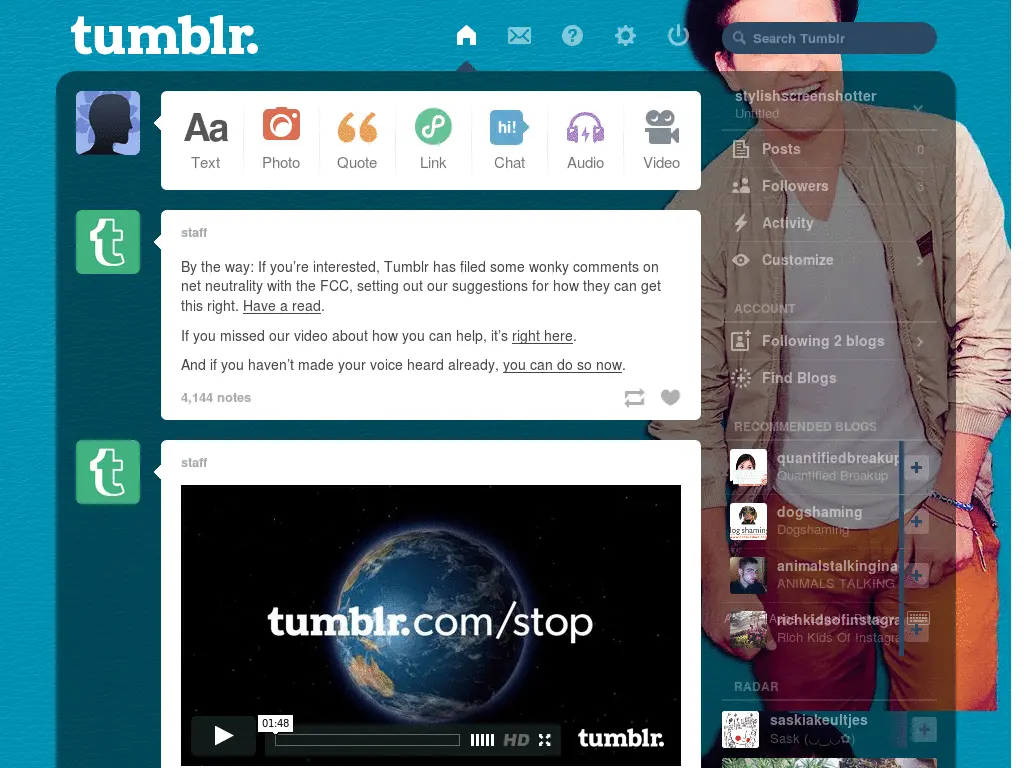 tumblr.
Search Tumblr
stylishscreenshotter
Untitled
Aa
hi!
Text
Photo
Quote
Link
Chat
Audio
Video
Posts 0
Followers 3
Activity
Customize
staff
By the way: If you’re interested, Tumblr has filed some wonky comments on
net neutrality with the FCC, setting out our suggestions for how they can get
this right. Have a read.
If you missed our video about how you can help, it’s right here.
And if you haven’t made your voice heard already, you can do so now.
4,144 notes
ACCOUNT
Following 2 blogs
Find Blogs
RECOMMENDED BLOGS
quantifiedbreakup
Quantified Breakup
dogshaming
Dogshaming
animalstalkingina
ANIMALS TALKING
richkidsofinstagra
Rich Kids Of Instagra
RADAR
saskiakeultjes
Sask (◡‿◡✿)
staff
tumblr.com/stop
01:48
HD
tumblr.